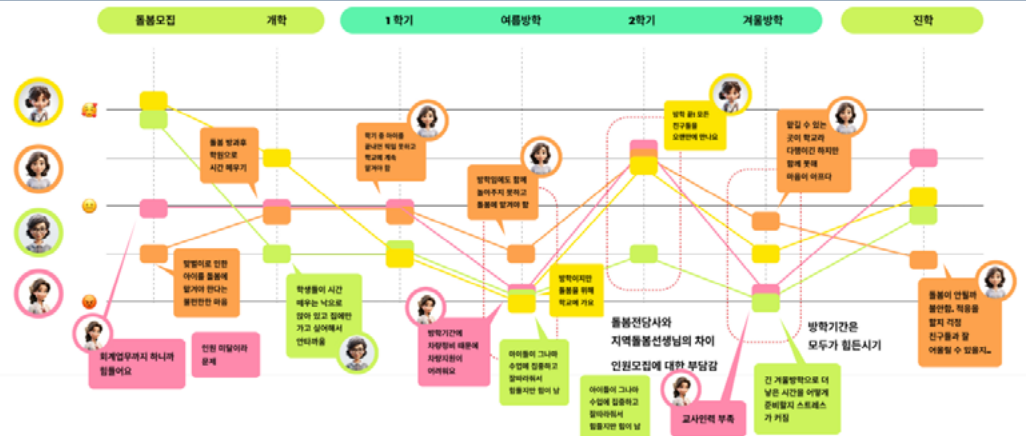 돌봄모집
개학
1 학기
여름방학
2학기
겨울방학
진학
돌봄 방과후
학원으로
시간 메우기
학기 중 아이를
끝내면 직일 못하고
학교에 계속
맡겨야 함
방학임에도 함께
놀아주지 못하고
돌봄에 맡겨야 함
방학 끝! 모든
친구들을
오랜만에 만나요
맡길 수 있는
곳이 학교라
다행이긴 하지만
함께 못해
마음이 아프다
맞벌이로 인한
아이를 돌봄에
맡겨야 한다는
불편한 마음
학생들이 시간
메우는 낙으로
앉아 있고 집에만
가고 싶어해서
안타까움
회계업무까지 하니까
힘들어요
인원 미달이라
문제
방학기간에
차량정비 때문에
차량지원이
어려워요
방학이지만
돌봄을 위해
학교에 가요
아이들이 그나마
수업에 집중하고
잘따라줘서
힘들지만 힘이 남
돌봄전담사와
지역돌봄선생님의 차이
인원모집에 대한 부담감
아이들이 그나마
수업에 집중하고
잘따라줘서
힘들지만 힘이 남
교사인력 부족
방학기간은
모두가 힘든시기
긴 겨울방학으로 더
낳은 시간을 어떻게
준비할지 스트레스
가 커짐
돌봄이 안될까
불안함. 적응을
할지 걱정
친구들과 잘
어울릴 수 있을지...